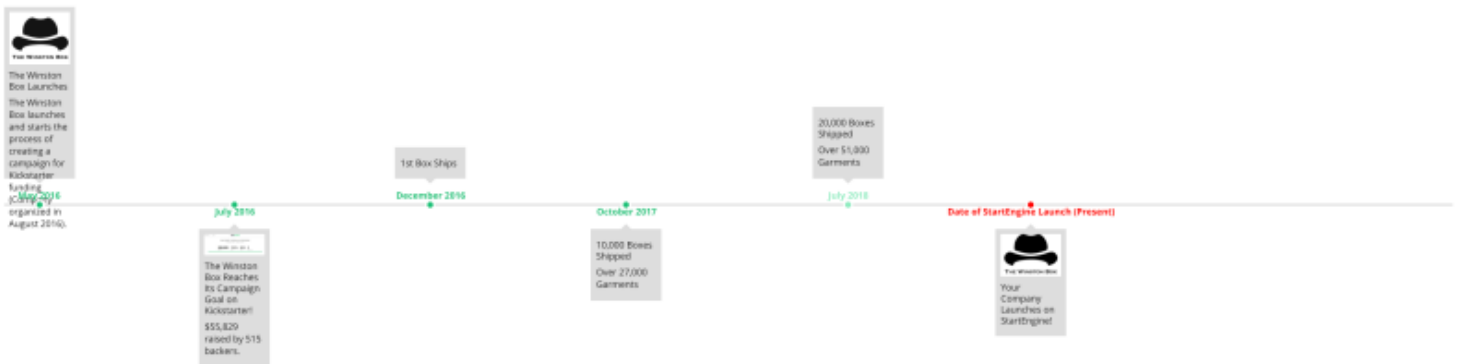 THE WINSTON BOX
The Winston
Box Launches
The Winston
Box launches
and starts the
process of
creating a
campaign for
Kickstarter
funding
May 2016
(Company
organized in
August 2016).
July 2016
The Winston
Box Reaches
Its Campaign
Goal on
Kickstarter!
$55,829
raised by 515
backers.
1st Box Ships
December 2016
October 2017
10,000 Boxes
Shipped
Over 27,000
Garments
20,000 Boxes
Shipped
Over 51,000
Garments
July 2018
Date of StartEngine Launch (Present)
THE WINSTON BOX
Your
Company
Launches on
StartEngine!